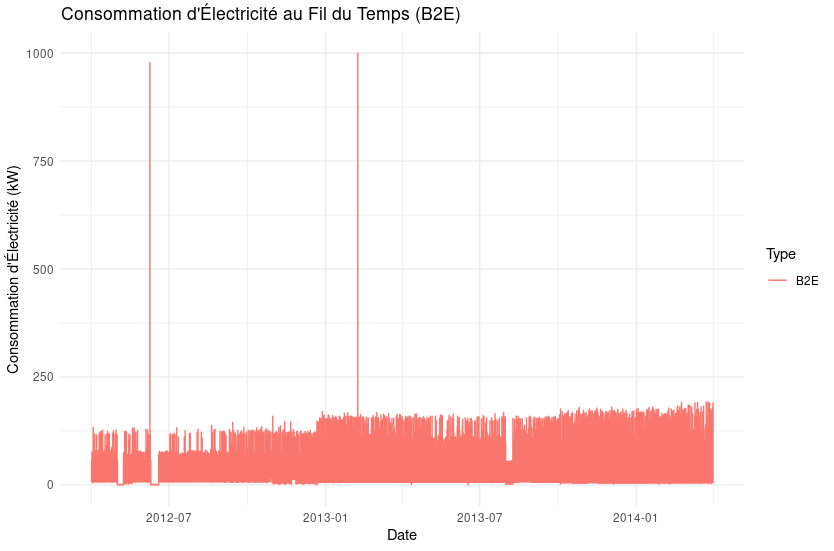 Consommation d'Électricité au Fil du Temps (B2E)
Consommation d'Électricité (kW)
1000
750
500
250
0
2012-07
2013-01
2013-07
2014-01
Date
Type
B2E